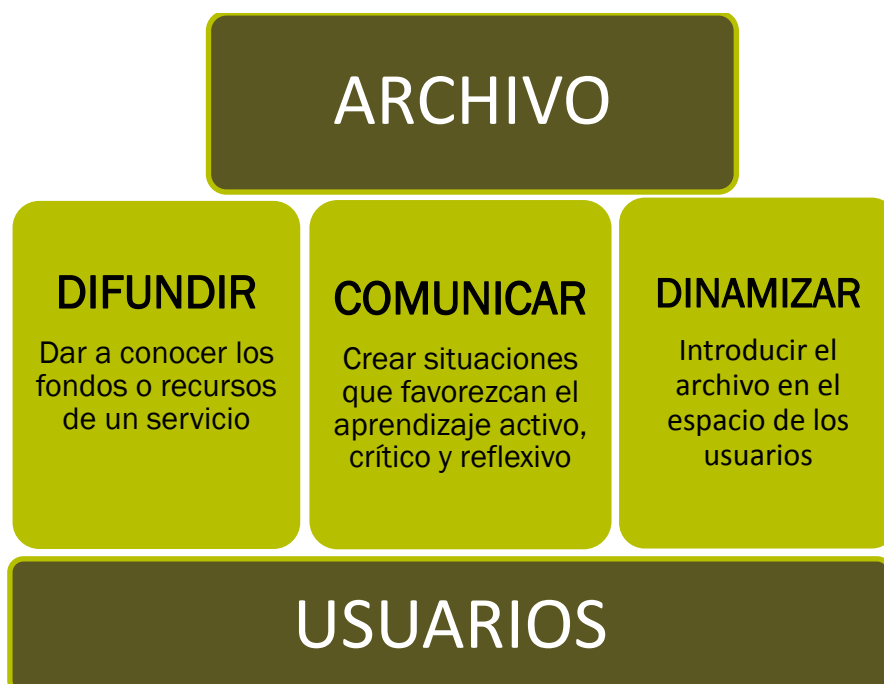 ARCHIVO
DIFUNDIR
Dar a conocer los
fondos o recursos
de un servicio
COMUNICAR
Crear situaciones
que favorezcan el
aprendizaje activo,
crítico y reflexivo
DINAMIZAR
Introducir el
archivo en el
espacio de los
usuarios
USUARIOS